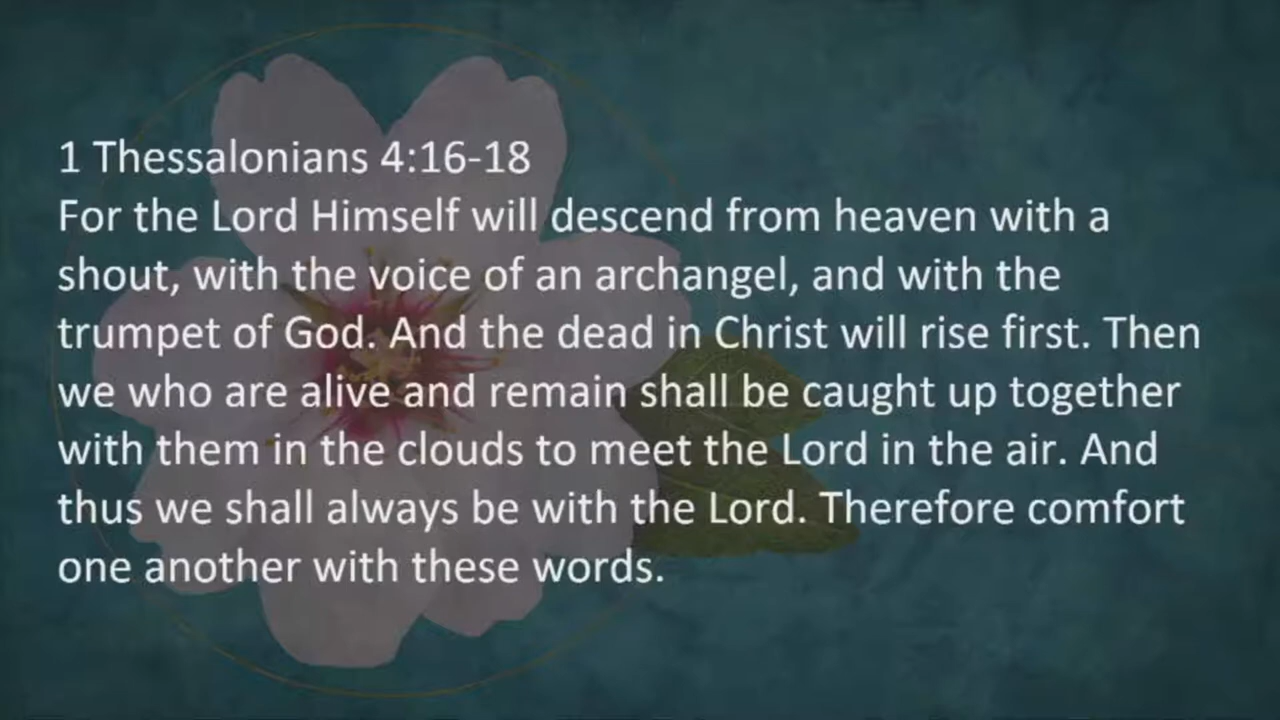 1 Thessalonians 4:16-18
For the Lord Himself will descend from heaven with a
shout, with the voice of an archangel, and with the
trumpet of God. And the dead in Christ will rise first. Then
we who are alive and remain shall be caught up together
with them in the clouds to meet the Lord in the air. And
thus we shall always be with the Lord. Therefore comfort
one another with these words.